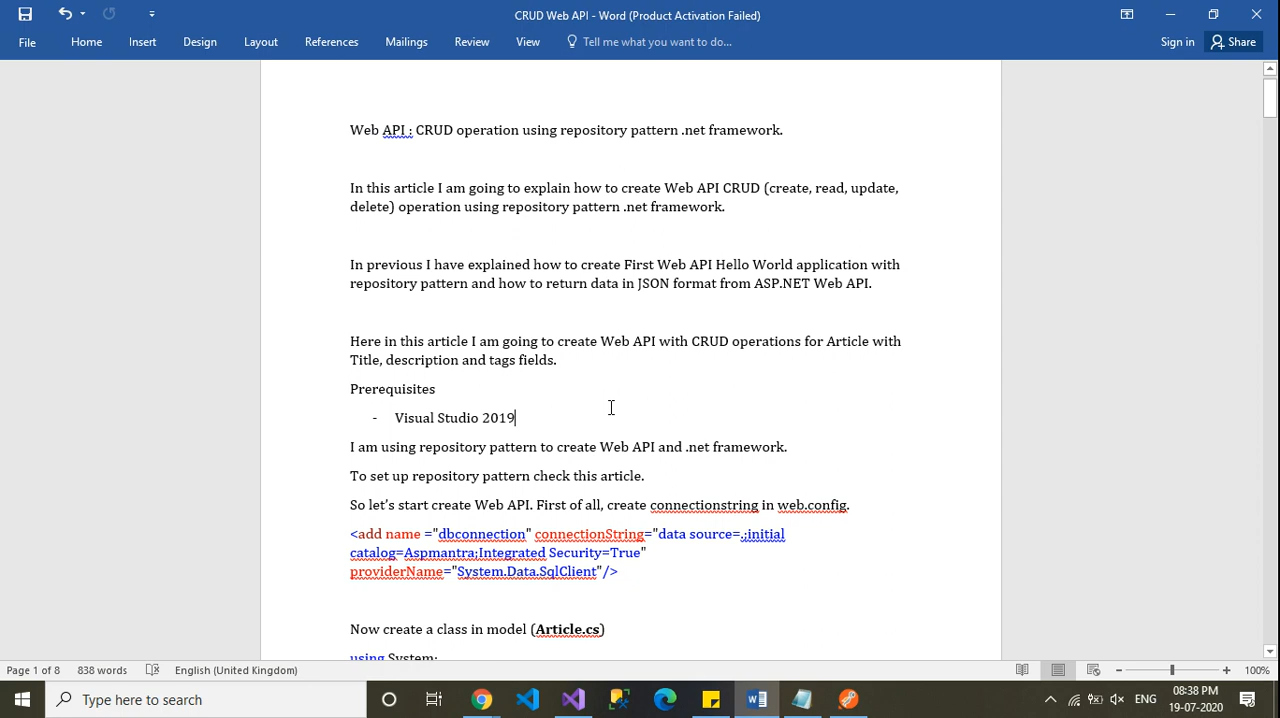 CRUD Web API - Word (Product Activation Failed)
File Home Insert Design Layout References Mailings Review View Tell me what you want to do... Sign in Share
Web API : CRUD operation using repository pattern .net framework.
In this article I am going to explain how to create Web API CRUD (create, read, update,
delete) operation using repository pattern .net framework.
In previous I have explained how to create First Web API Hello World application with
repository pattern and how to return data in JSON format from ASP.NET Web API.
Here in this article I am going to create Web API with CRUD operations for Article with
Title, description and tags fields.
Prerequisites
- Visual Studio 2019
I am using repository pattern to create Web API and .net framework.
To set up repository pattern check this article.
So let's start create Web API. First of all, create connectionstring in web.config.
<add name ="dbconnection" connectionString="data source=.;initial
catalog=Aspmantra;Integrated Security=True"
providerName="System.Data.SqlClient"/>
Now create a class in model (Article.cs)
using System;
Page 1 of 8 838 words English (United Kingdom) 100%
Type here to search ENG 08:38 PM
19-07-2020